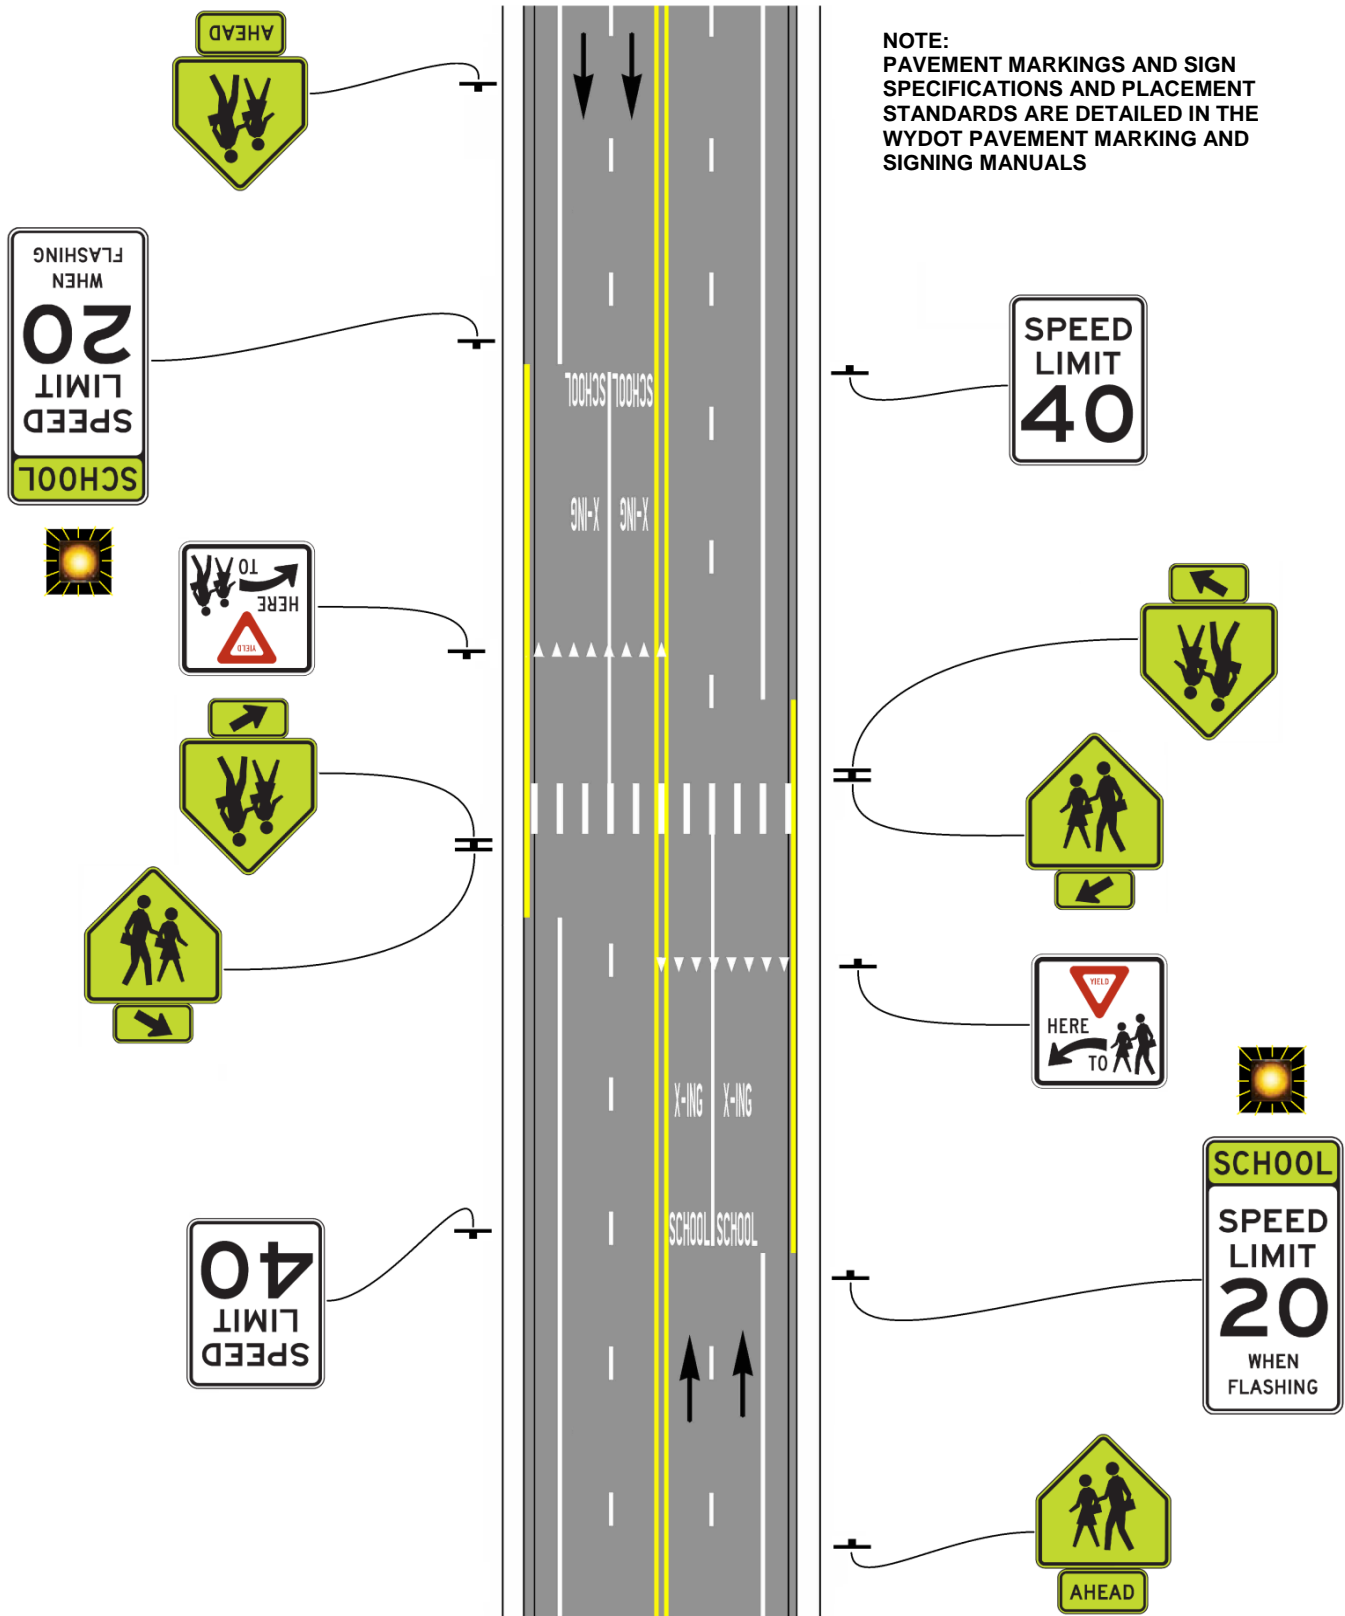 AHEAD
NOTE:
PAVEMENT MARKINGS AND SIGN
SPECIFICATIONS AND PLACEMENT
STANDARDS ARE DETAILED IN THE
WYDOT PAVEMENT MARKING AND
SIGNING MANUALS
SCHOOL
SPEED
LIMIT
20
WHEN
FLASHING
SPEED
LIMIT
40
SCHOOL SCHOOL
X-ING X-ING
YIELD
HERE
TO
YIELD
HERE
TO
X-ING X-ING
SCHOOL SCHOOL
SPEED
LIMIT
40
SCHOOL
SPEED
LIMIT
20
WHEN
FLASHING
AHEAD